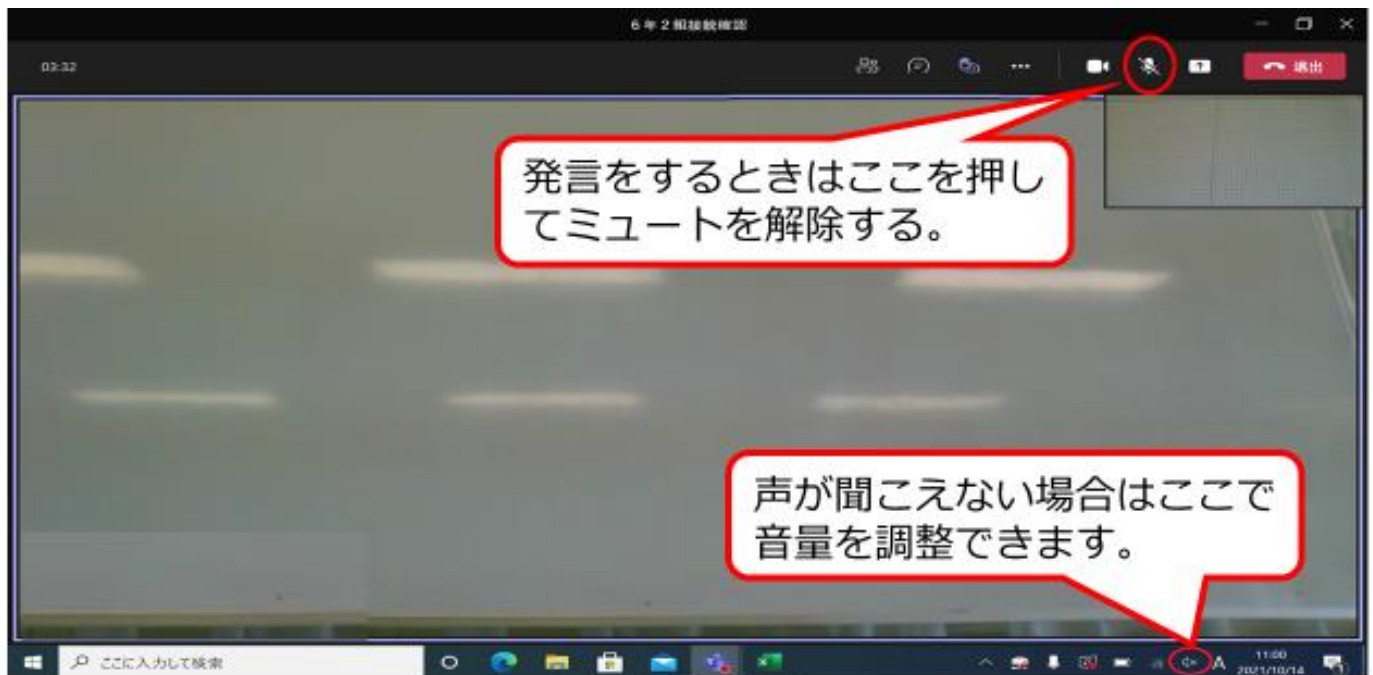 6年2組接続確認
03:32
退出
発言をするときはここを押し
てミュートを解除する。
声が聞こえない場合はここで
音量を調整できます。
ここに入力して検索
A
11:00
2021/10/14